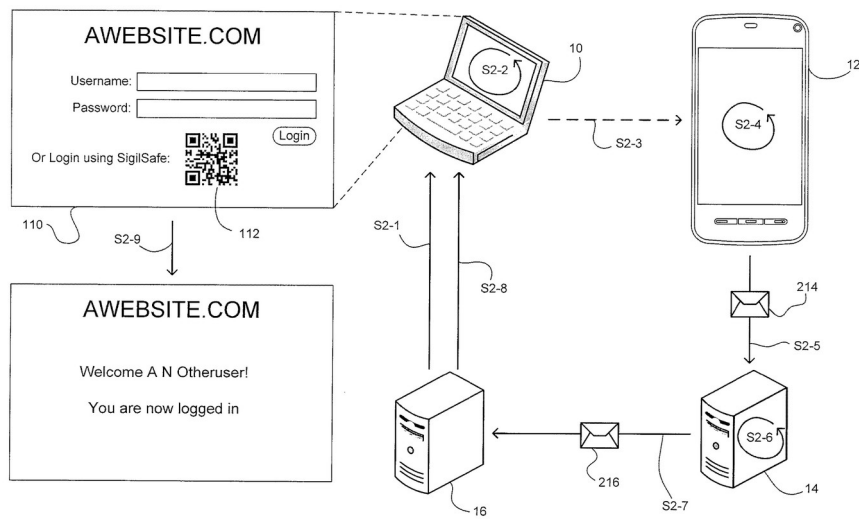 AWEBSITE.COM
Username:
Password:
Login
Or Login using SigilSafe:
110
112
S2-9
AWEBSITE.COM
Welcome A N Otheruser!
You are now logged in
S2-2
10
S2-3
12
S2-4
S2-1
S2-8
214
S2-5
S2-6
14
216
S2-7
16